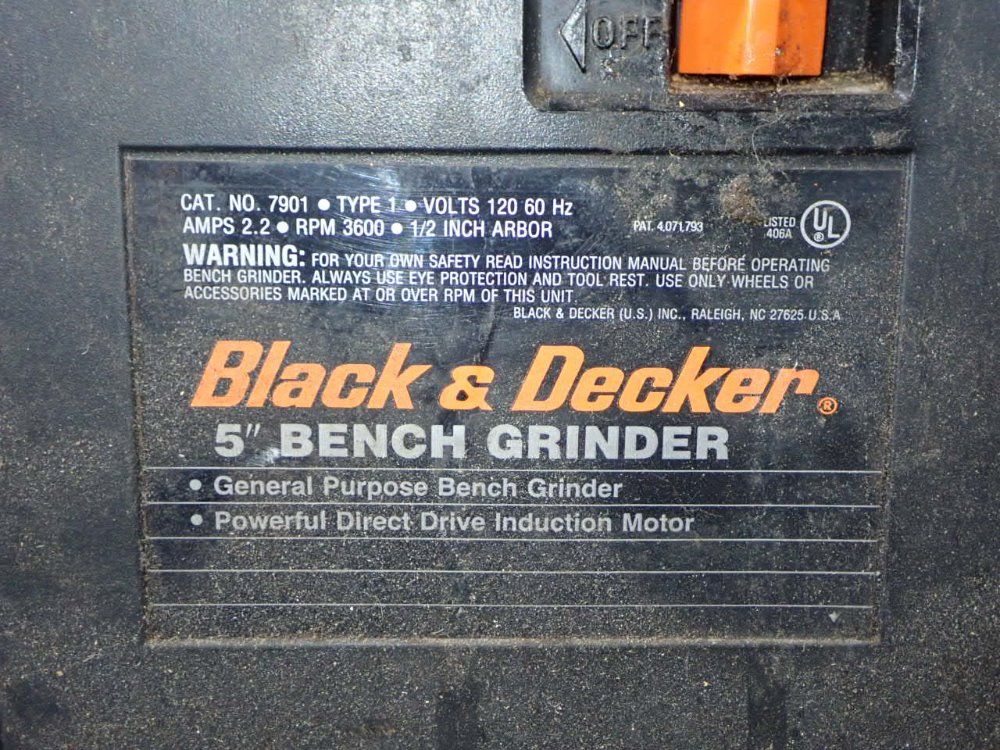 OFF
CAT. NO. 7901 • TYPE 1 • VOLTS 120 60 Hz
AMPS 2.2 • RPM 3600 • 1/2 INCH ARBOR
PAT. 4,071,793
LISTED
406A
UL
®
WARNING: FOR YOUR OWN SAFETY READ INSTRUCTION MANUAL BEFORE OPERATING
BENCH GRINDER. ALWAYS USE EYE PROTECTION AND TOOL REST. USE ONLY WHEELS OR
ACCESSORIES MARKED AT OR OVER RPM OF THIS UNIT.
BLACK & DECKER (U.S.) INC., RALEIGH, NC 27625 U.S.A
Black & Decker®
5" BENCH GRINDER
• General Purpose Bench Grinder
• Powerful Direct Drive Induction Motor